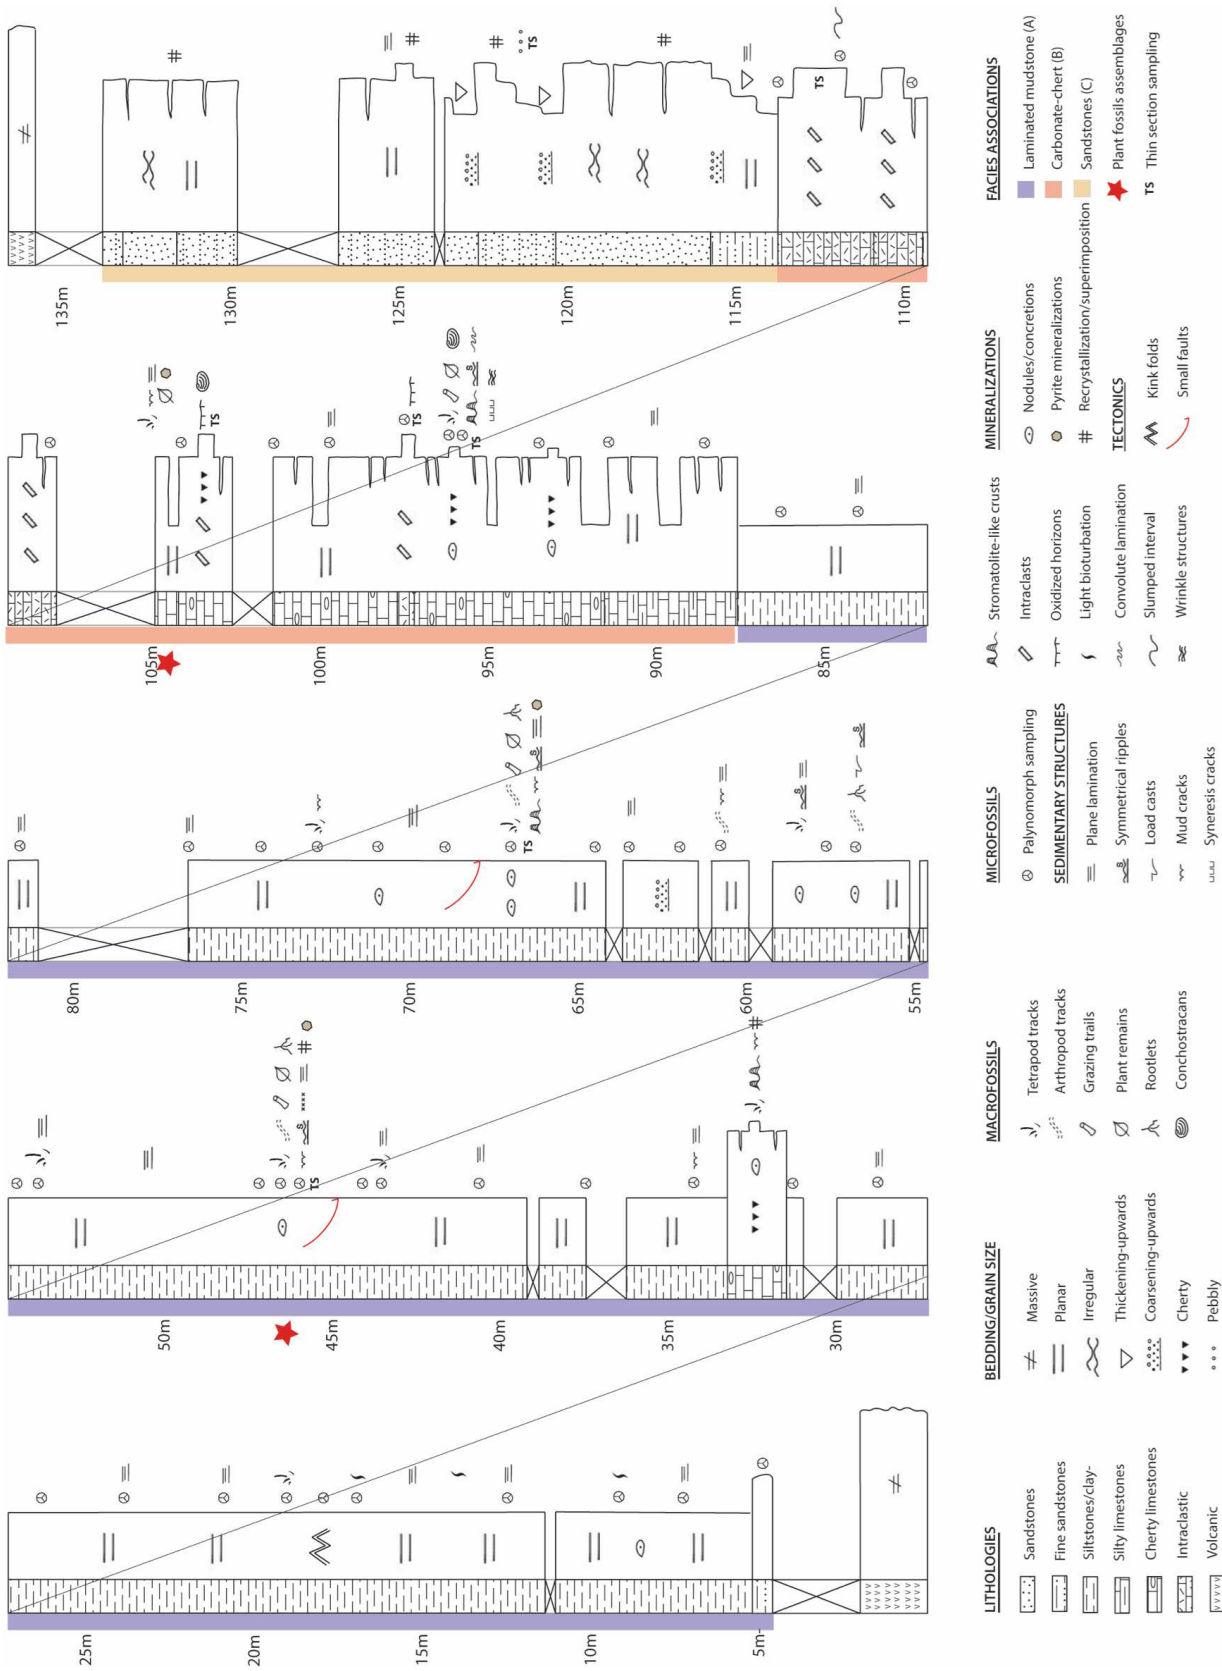 25m
20m
15m
10m
5m
50m
45m
40m
35m
30m
TS
80m
75m
70m
65m
60m
55m
TS
105m
100m
95m
90m
85m
TS
TS
TS
135m
130m
125m
120m
115m
110m
TS
TS
LITHOLOGIES
Sandstones
Fine sandstones
Siltstones/clay-
Silty limestones
Cherty limestones
Intraclastic
Volcanic
BEDDING/GRAIN SIZE
Massive
Planar
Irregular
Thickening-upwards
Coarsening-upwards
Cherty
Pebbly
MACROFOSSILS
Tetrapod tracks
Arthropod tracks
Grazing trails
Plant remains
Rootlets
Conchostracans
MICROFOSSILS
Palynomorph sampling
SEDIMENTARY STRUCTURES
Plane lamination
Symmetrical ripples
Load casts
Mud cracks
Syneresis cracks
Stromatolite-like crusts
Intraclasts
Oxidized horizons
Light bioturbation
Convolute lamination
Slumped interval
Wrinkle structures
MINERALIZATIONS
Nodules/concretions
Pyrite mineralizations
Recrystallization/superimposition
TECTONICS
Kink folds
Small faults
FACIES ASSOCIATIONS
Laminated mudstone (A)
Carbonate-chert (B)
Sandstones (C)
Plant fossils assemblages
TS Thin section sampling